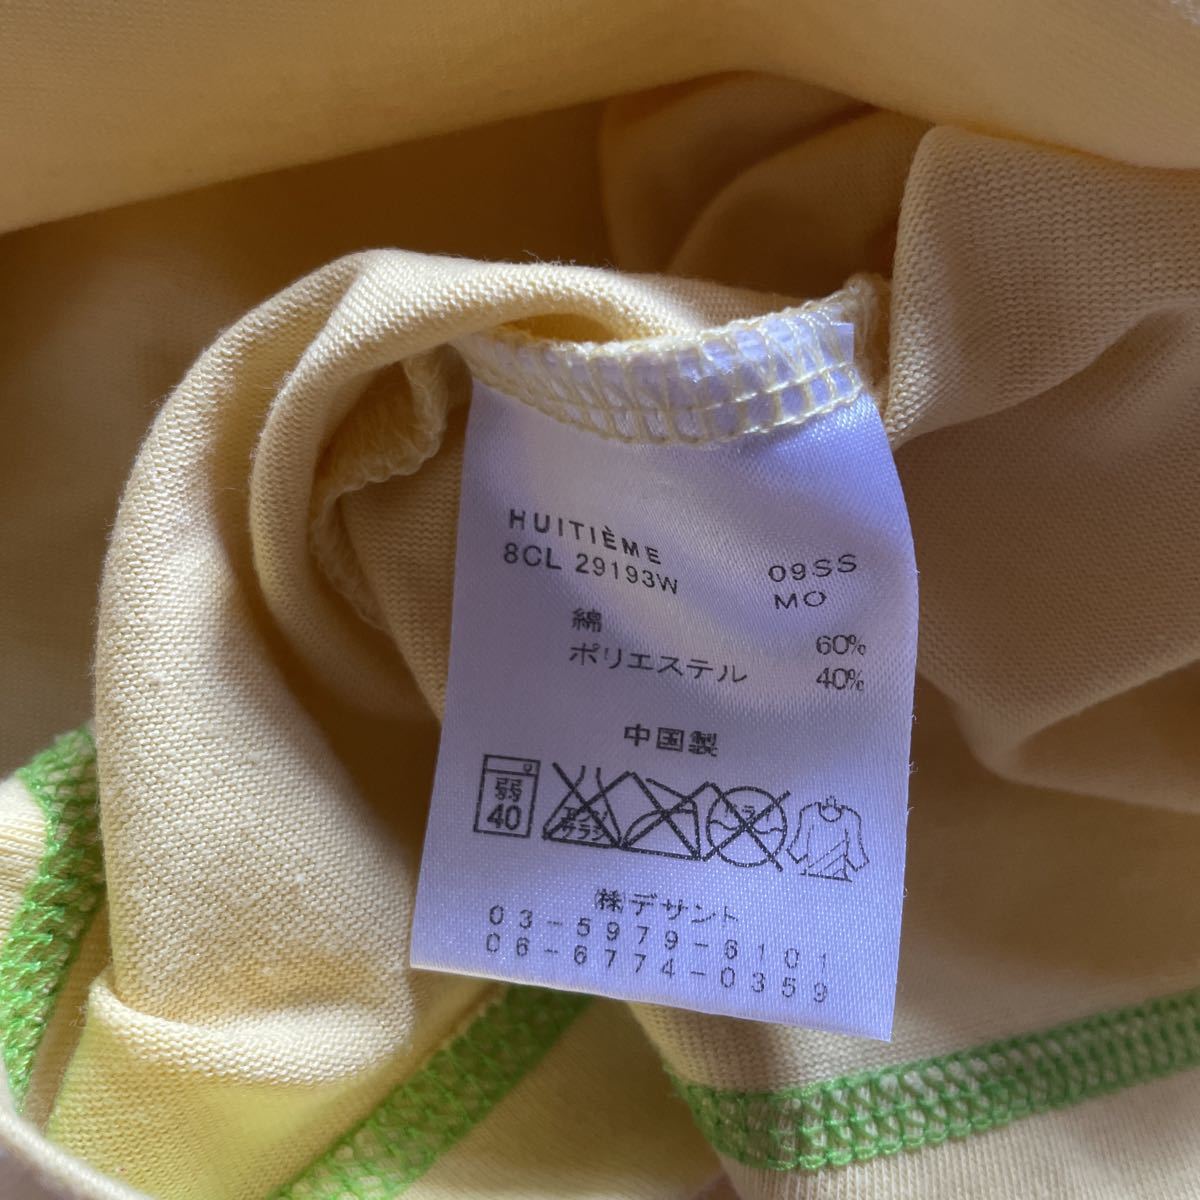 HUITIÈME 09SS
8CL 29193W MO
綿 60%
ポリエステル 40%
中国製
弱
40
エンソ
サラシ
ドライ
㈱デサント
03-5979-6101
06-6774-0359